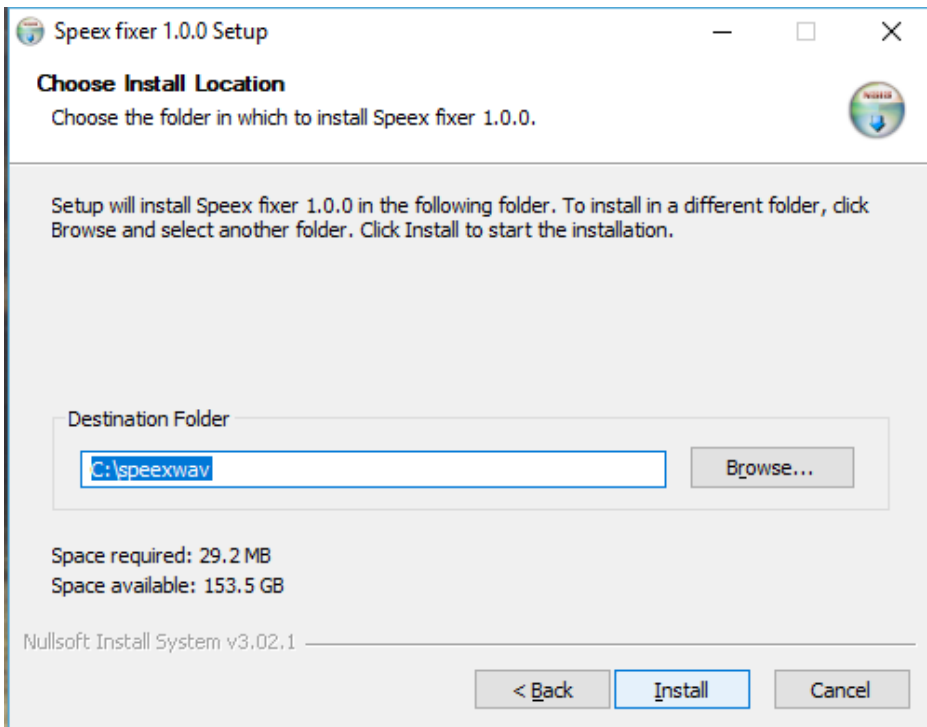 Speex fixer 1.0.0 Setup
Choose Install Location
Choose the folder in which to install Speex fixer 1.0.0.
Setup will install Speex fixer 1.0.0 in the following folder. To install in a different folder, click
Browse and select another folder. Click Install to start the installation.
Destination Folder
C:\speexwav
Browse...
Space required: 29.2 MB
Space available: 153.5 GB
Nullsoft Install System v3.02.1
< Back
Install
Cancel